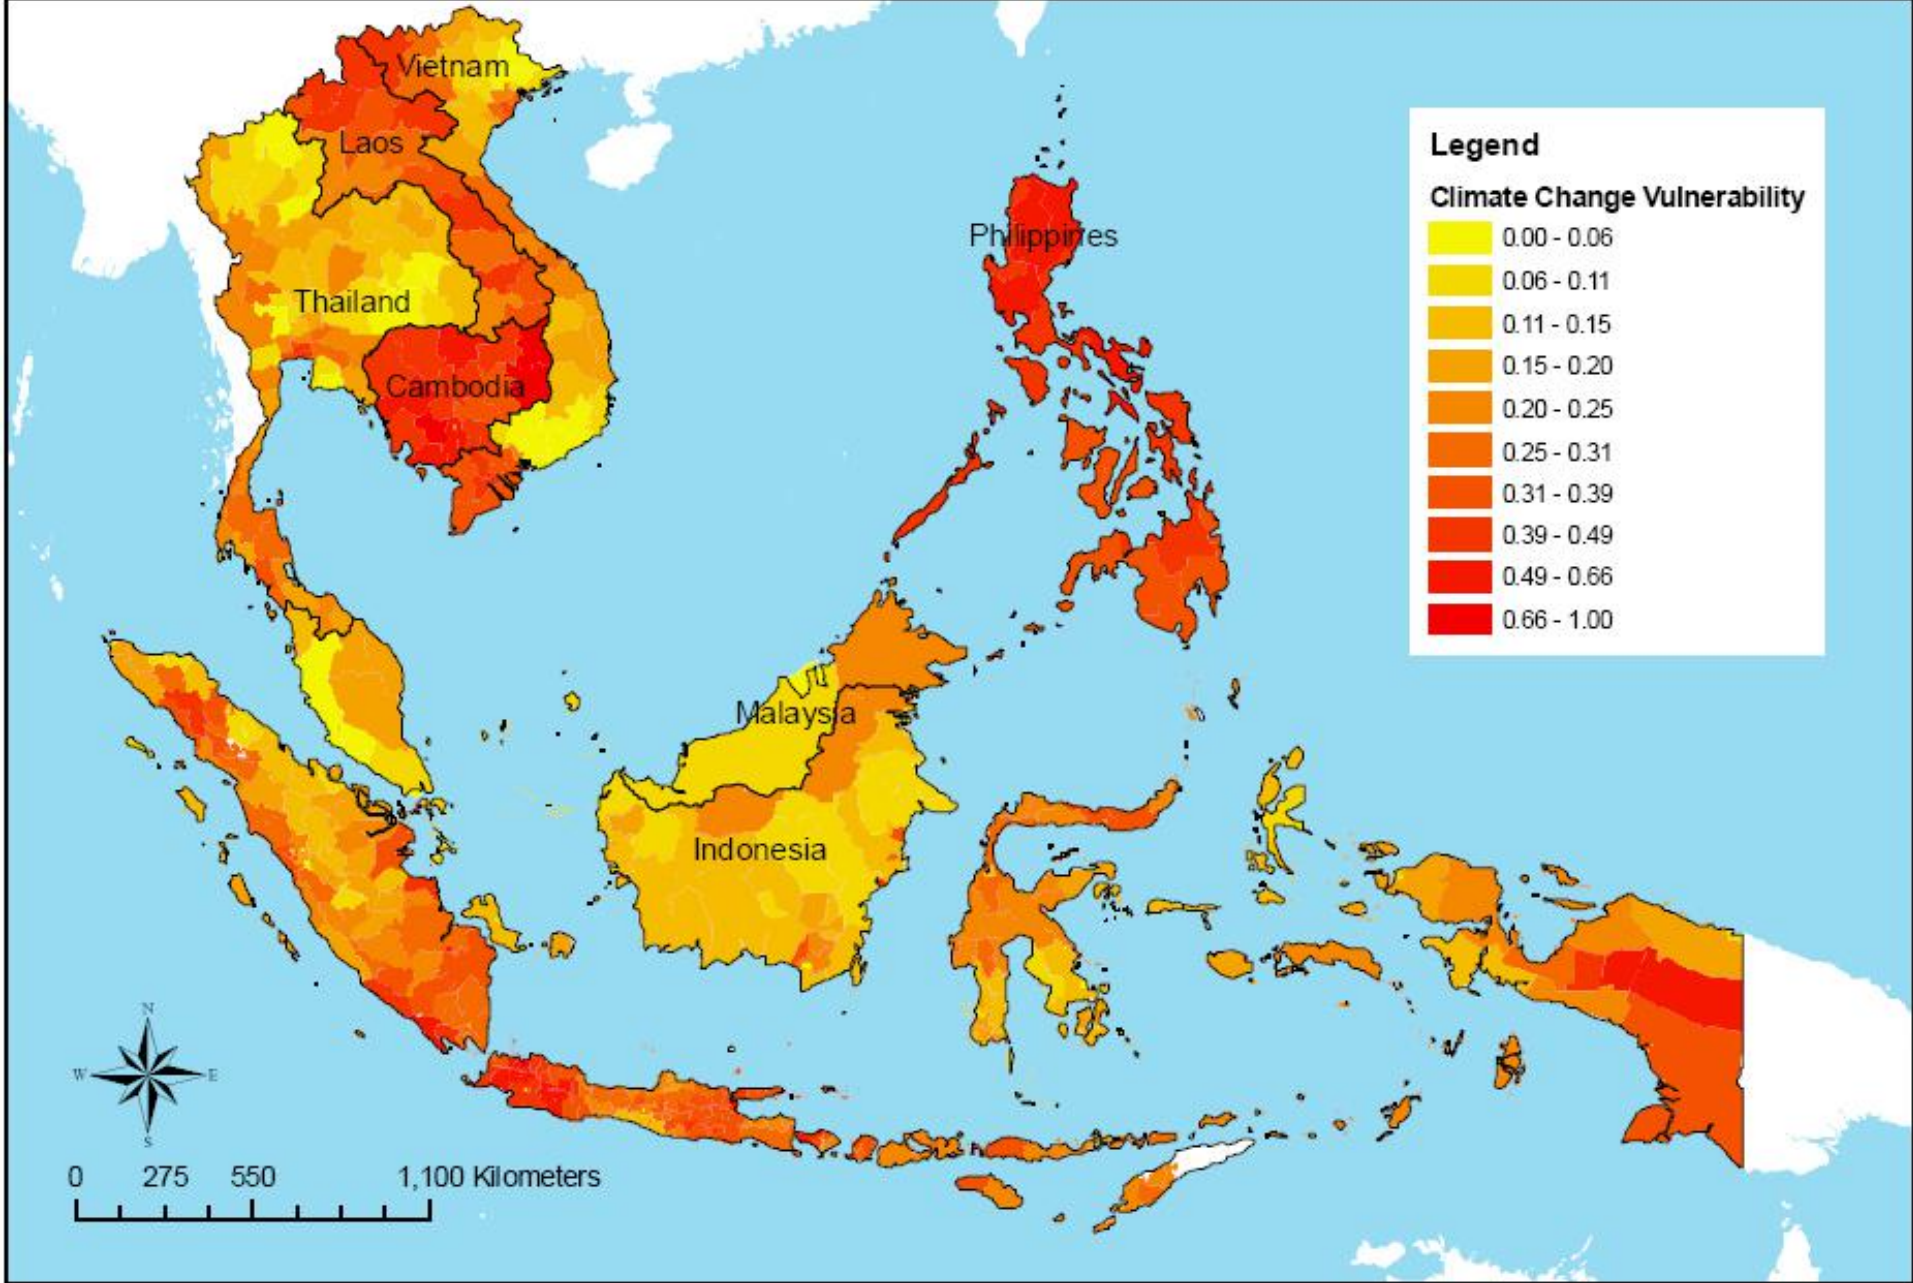 Vietnam
Laos
Philippines
Thailand
Cambodia
Malaysia
Indonesia
Legend
Climate Change Vulnerability
0.00 - 0.06
0.06 - 0.11
0.11 - 0.15
0.15 - 0.20
0.20 - 0.25
0.25 - 0.31
0.31 - 0.39
0.39 - 0.49
0.49 - 0.66
0.66 - 1.00
N
W E
S
0 275 550 1,100 Kilometers